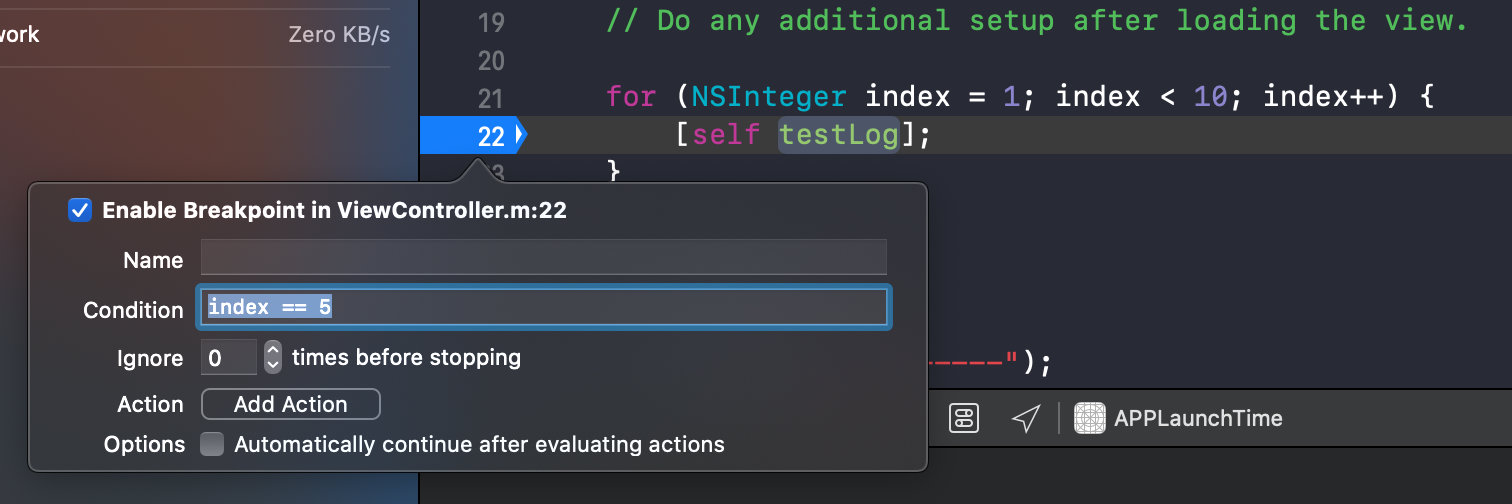 work Zero KB/s
19 // Do any additional setup after loading the view.
20
21 for (NSInteger index = 1; index < 10; index++) {
22 [self testLog];
}
Enable Breakpoint in ViewController.m:22
Name
Condition index == 5
Ignore 0 times before stopping
-----");
Action Add Action
APPLaunchTime
Options Automatically continue after evaluating actions